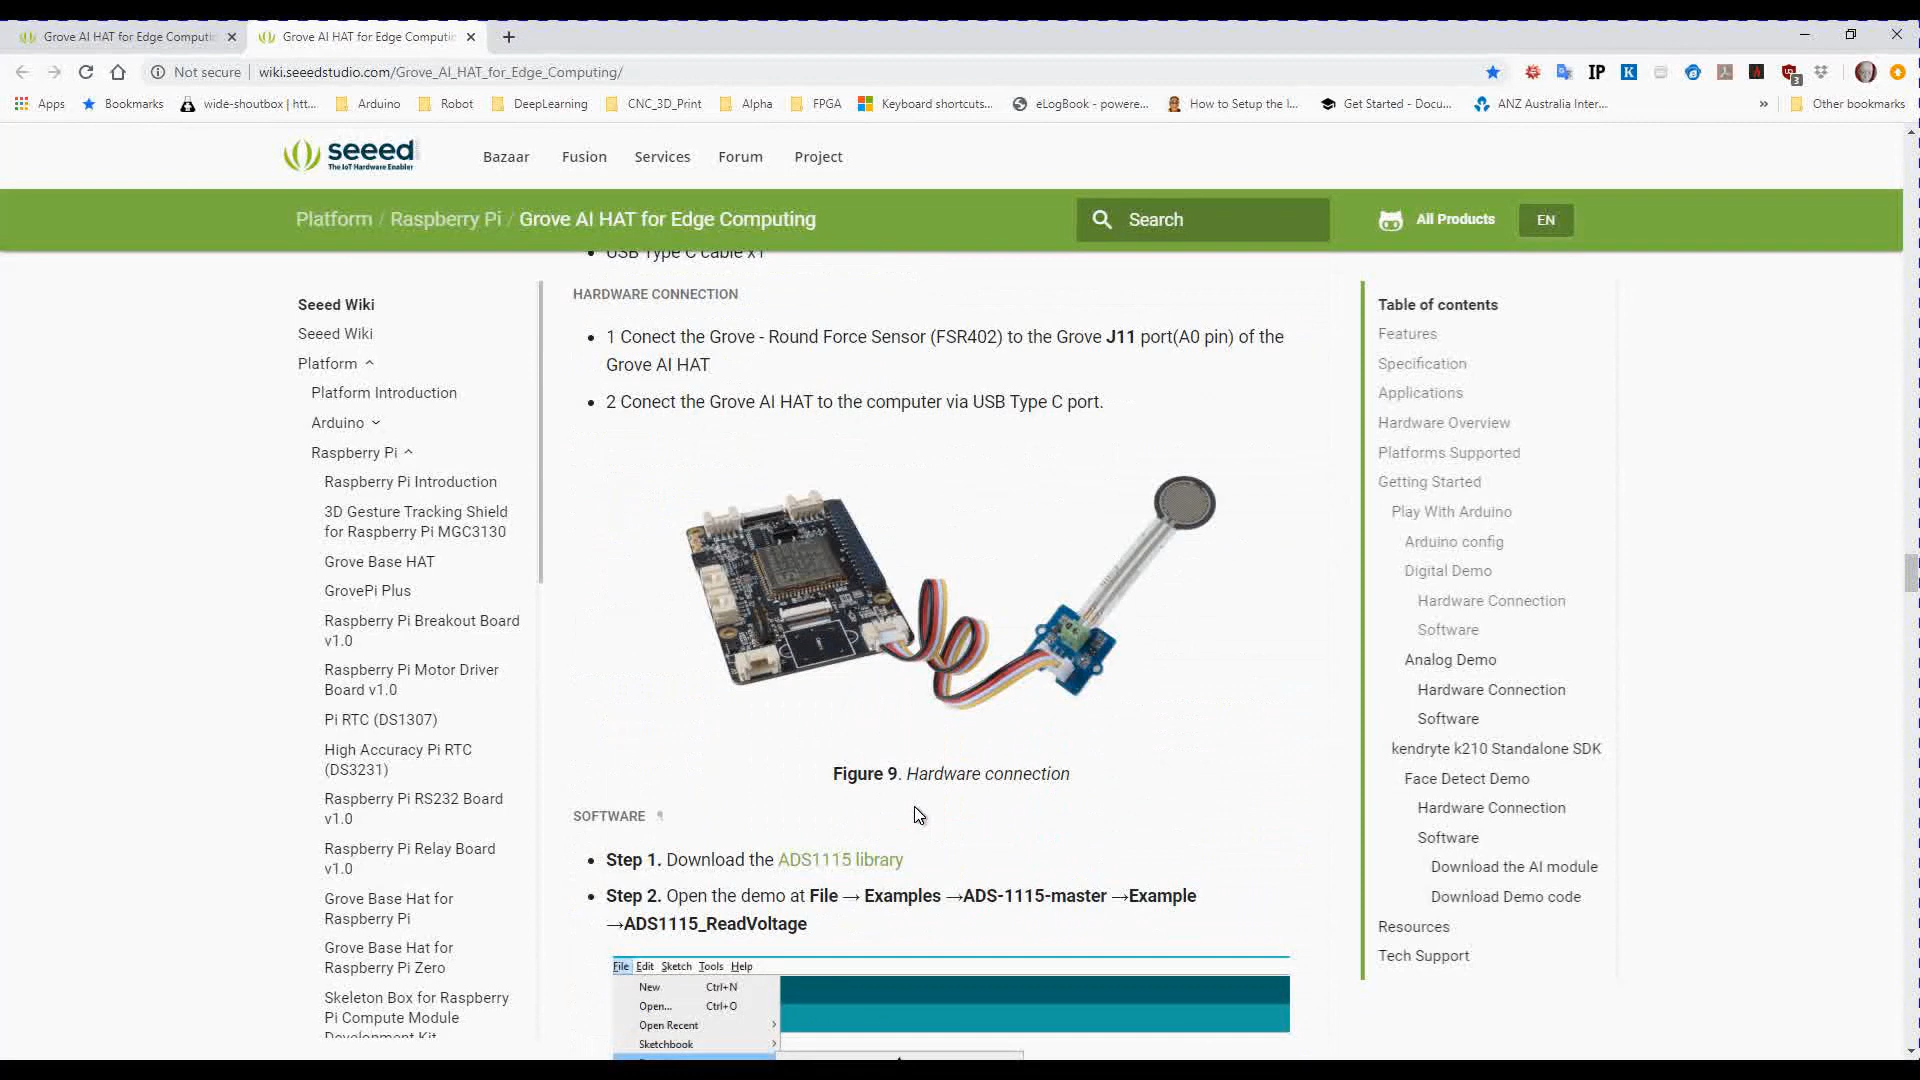 Grove AI HAT for Edge Computi
Grove AI HAT for Edge Computin
Not secure
wiki.seeedstudio.com/Grove_AI_HAT_for_Edge_Computing/
Apps
Bookmarks
wide-shoutbox | htt...
Arduino
Robot
DeepLearning
CNC_3D_Print
Alpha
FPGA
Keyboard shortcuts...
eLogBook - powere...
How to Setup the I...
Get Started - Docu...
ANZ Australia Inter...
»
Other bookmarks
seeed
The IoT Hardware Enabler
Bazaar
Fusion
Services
Forum
Project
Platform / Raspberry Pi / Grove AI HAT for Edge Computing
Search
All Products
EN
Seeed Wiki
Seeed Wiki
Platform
Platform Introduction
Arduino
Raspberry Pi
Raspberry Pi Introduction
3D Gesture Tracking Shield
for Raspberry Pi MGC3130
Grove Base HAT
GrovePi Plus
Raspberry Pi Breakout Board
v1.0
Raspberry Pi Motor Driver
Board v1.0
Pi RTC (DS1307)
High Accuracy Pi RTC
(DS3231)
Raspberry Pi RS232 Board
v1.0
Raspberry Pi Relay Board
v1.0
Grove Base Hat for
Raspberry Pi
Grove Base Hat for
Raspberry Pi Zero
Skeleton Box for Raspberry
Pi Compute Module
Development Kit
• USB Type C cable x1
HARDWARE CONNECTION
• 1 Conect the Grove - Round Force Sensor (FSR402) to the Grove J11 port(A0 pin) of the
Grove AI HAT
• 2 Conect the Grove AI HAT to the computer via USB Type C port.
Figure 9. Hardware connection
SOFTWARE ¶
• Step 1. Download the ADS1115 library
• Step 2. Open the demo at File → Examples →ADS-1115-master →Example
→ADS1115_ReadVoltage
File Edit Sketch Tools Help
New Ctrl+N
Open... Ctrl+O
Open Recent
Sketchbook
Table of contents
Features
Specification
Applications
Hardware Overview
Platforms Supported
Getting Started
Play With Arduino
Arduino config
Digital Demo
Hardware Connection
Software
Analog Demo
Hardware Connection
Software
kendryte k210 Standalone SDK
Face Detect Demo
Hardware Connection
Software
Download the AI module
Download Demo code
Resources
Tech Support